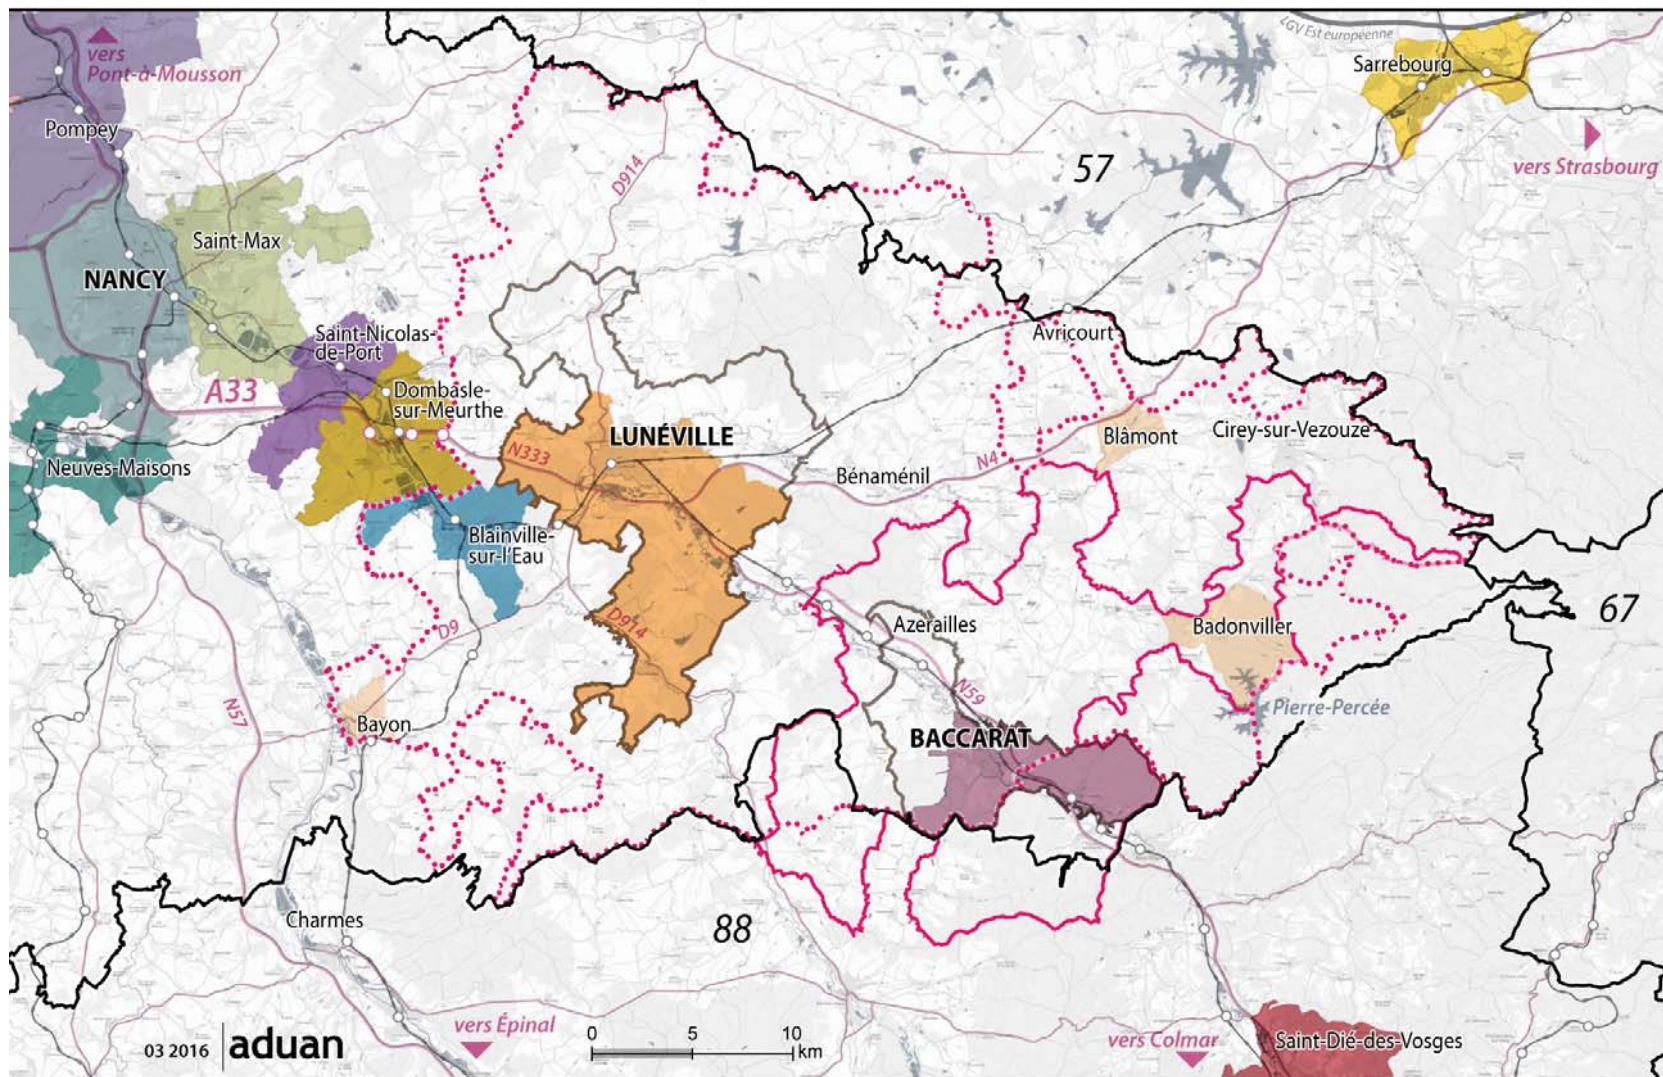 LGV Est européenne
vers
Pont-à-Mousson
Sarrebourg
Pompey
57
vers Strasbourg
D914
Saint-Max
NANCY
Saint-Nicolas-
de-Port
Avricourt
A33
Dombasle-
sur-Meurthe
LUNÉVILLE
Blâmont
Cirey-sur-Vezouze
N333
N4
Neuves-Maisons
Bénaménil
Blainville-
sur-l'Eau
67
D9
D914
Azerailles
Badonviller
N57
N59
Pierre-Percée
Bayon
BACCARAT
Charmes
88
03 2016
aduan
vers Épinal
0
5
10
km
vers Colmar
Saint-Dié-des-Vosges